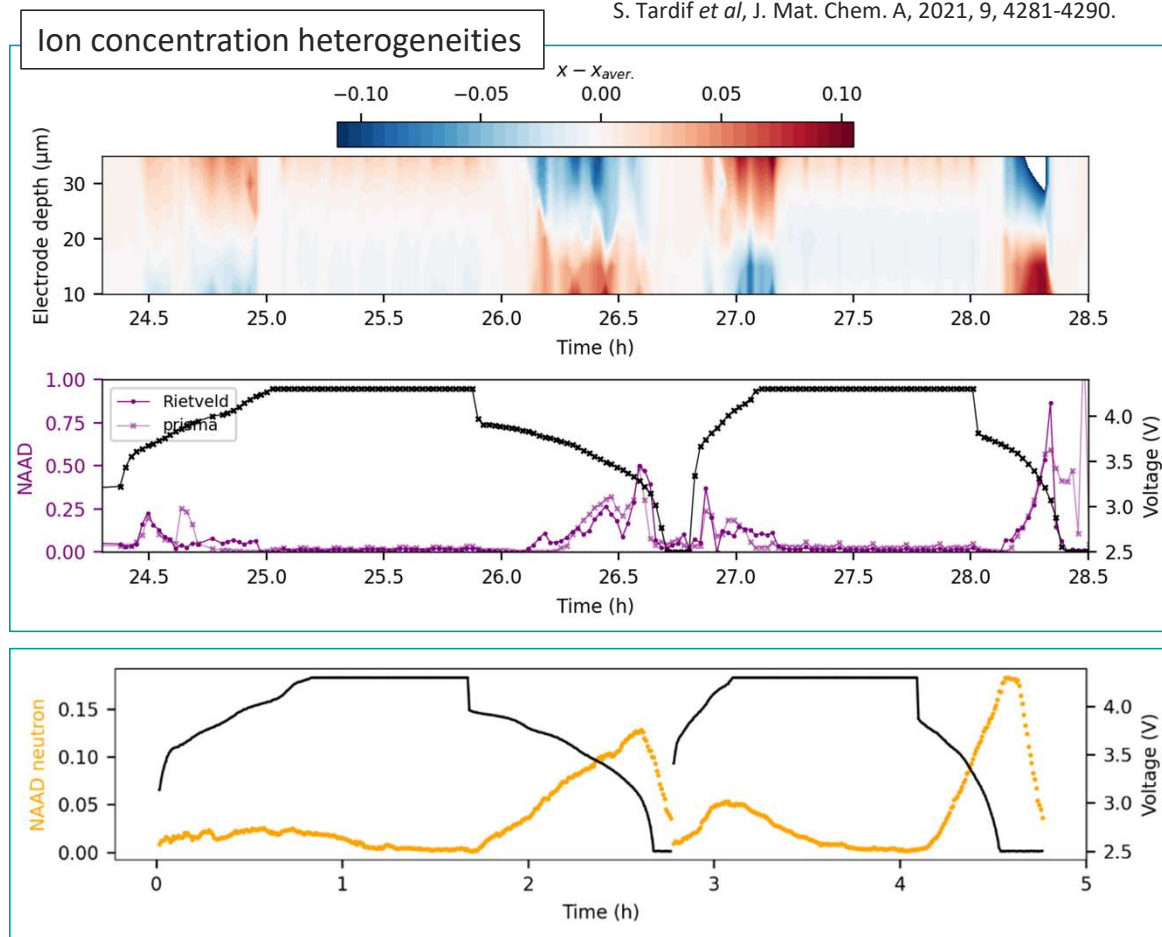 S. Tardif et al, J. Mat. Chem. A, 2021, 9, 4281-4290.
Ion concentration heterogeneities
x − x_aver.
−0.10 −0.05 0.00 0.05 0.10
Electrode depth (μm)
30
20
10
24.5 25.0 25.5 26.0 26.5 27.0 27.5 28.0 28.5
Time (h)
NAAD
1.00
0.75
0.50
0.25
0.00
Rietveld
prisma
4.0
3.5
3.0
2.5
Voltage (V)
24.5 25.0 25.5 26.0 26.5 27.0 27.5 28.0 28.5
Time (h)
NAAD neutron
0.15
0.10
0.05
0.00
4.0
3.5
3.0
2.5
Voltage (V)
0 1 2 3 4 5
Time (h)